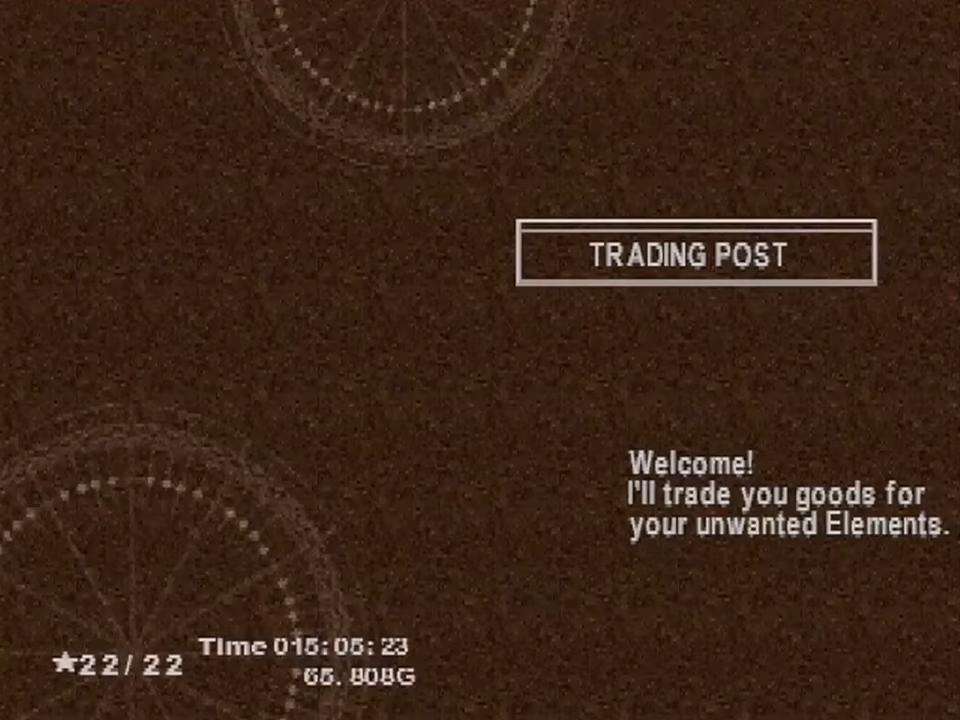 TRADING POST
Welcome!
I'll trade you goods for
your unwanted Elements.
Time 015:05:23
★22/22
65.808G